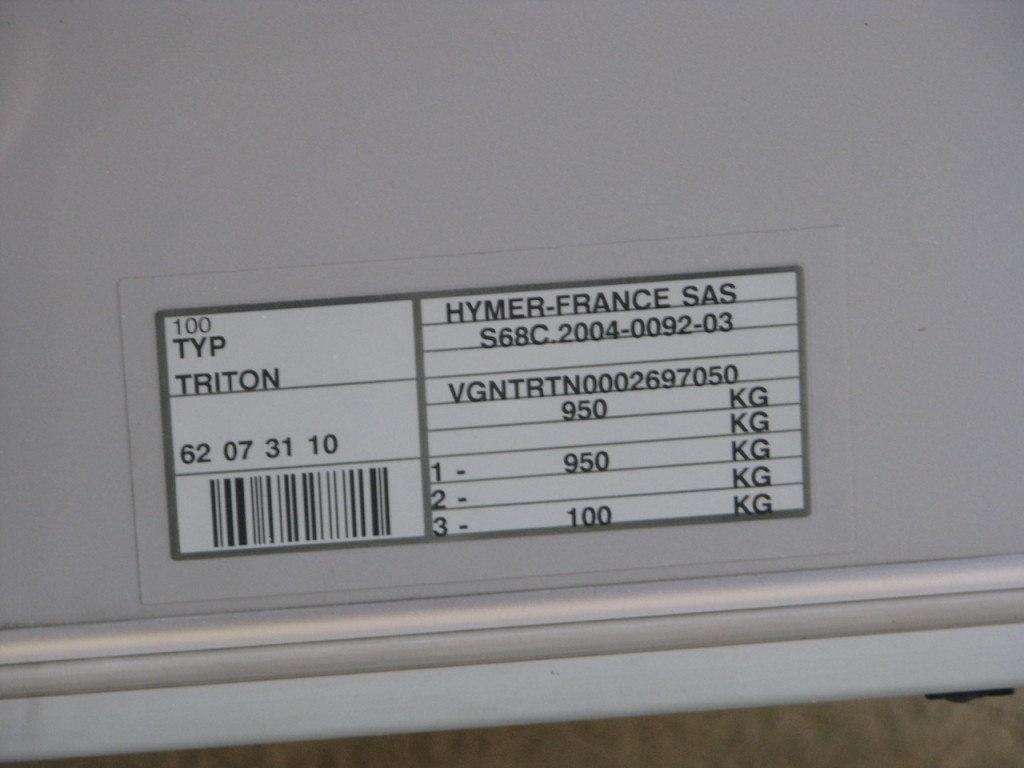 100
TYP
TRITON
62 07 31 10
HYMER-FRANCE SAS
S68C.2004-0092-03
VGNTRTN0002697050
950 KG
KG
1 - 950 KG
2 - KG
3 - 100 KG